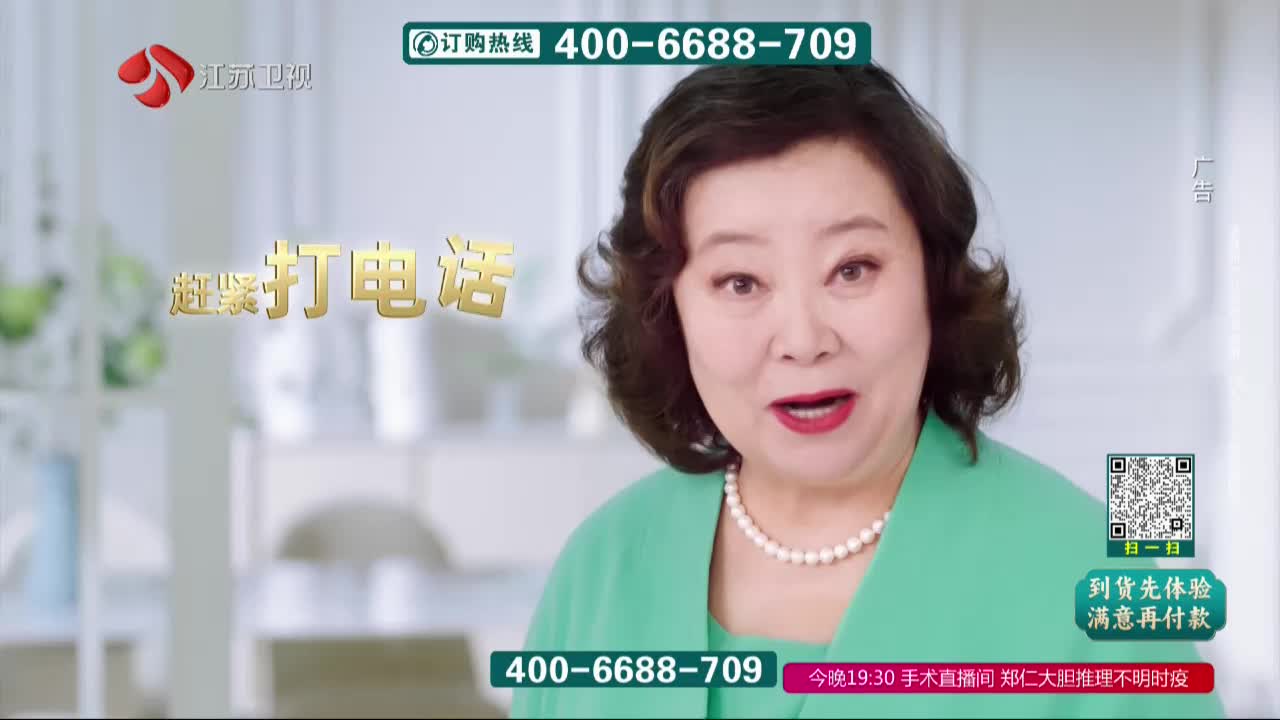 订购热线 400-6688-709
江苏卫视
广告
赶紧打电话
扫一扫
到货先体验
满意再付款
400-6688-709
今晚19:30 手术直播间 郑仁大胆推理不明时疫